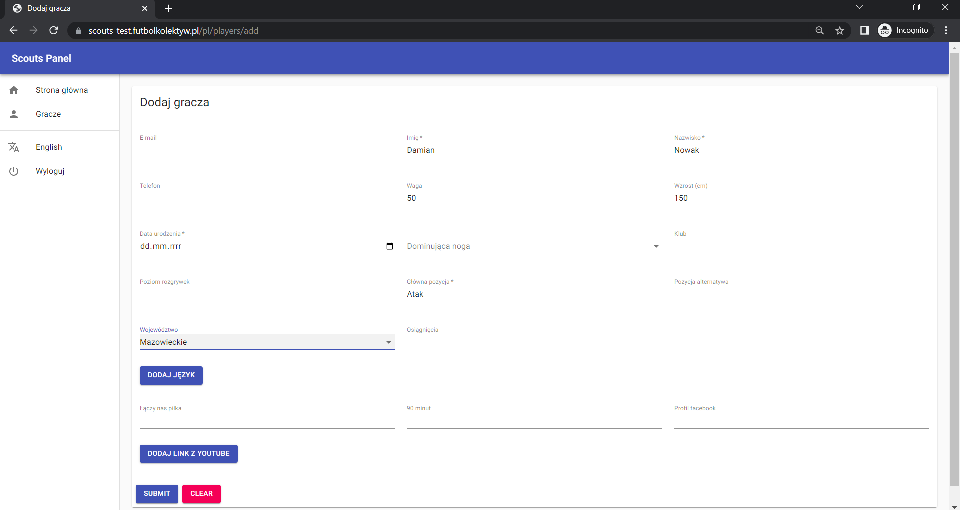 Dodaj gracza
scouts-test.futbolkolektyw.pl/pl/players/add
Incognito
Scouts Panel
Strona główna
Gracze
English
Wyloguj
Dodaj gracza
E-mail
Imię *
Nazwisko *
Damian
Nowak
Telefon
Waga
Wzrost (cm)
50
150
Data urodzenia *
Klub
dd.mm.rrrr
Dominująca noga
Poziom rozgrywek
Główna pozycja *
Pozycja alternatywna
Atak
Województwo
Osiągnięcia
Mazowieckie
DODAJ JĘZYK
Łączy nas piłka
90 minut
Profil facebook
DODAJ LINK Z YOUTUBE
SUBMIT
CLEAR